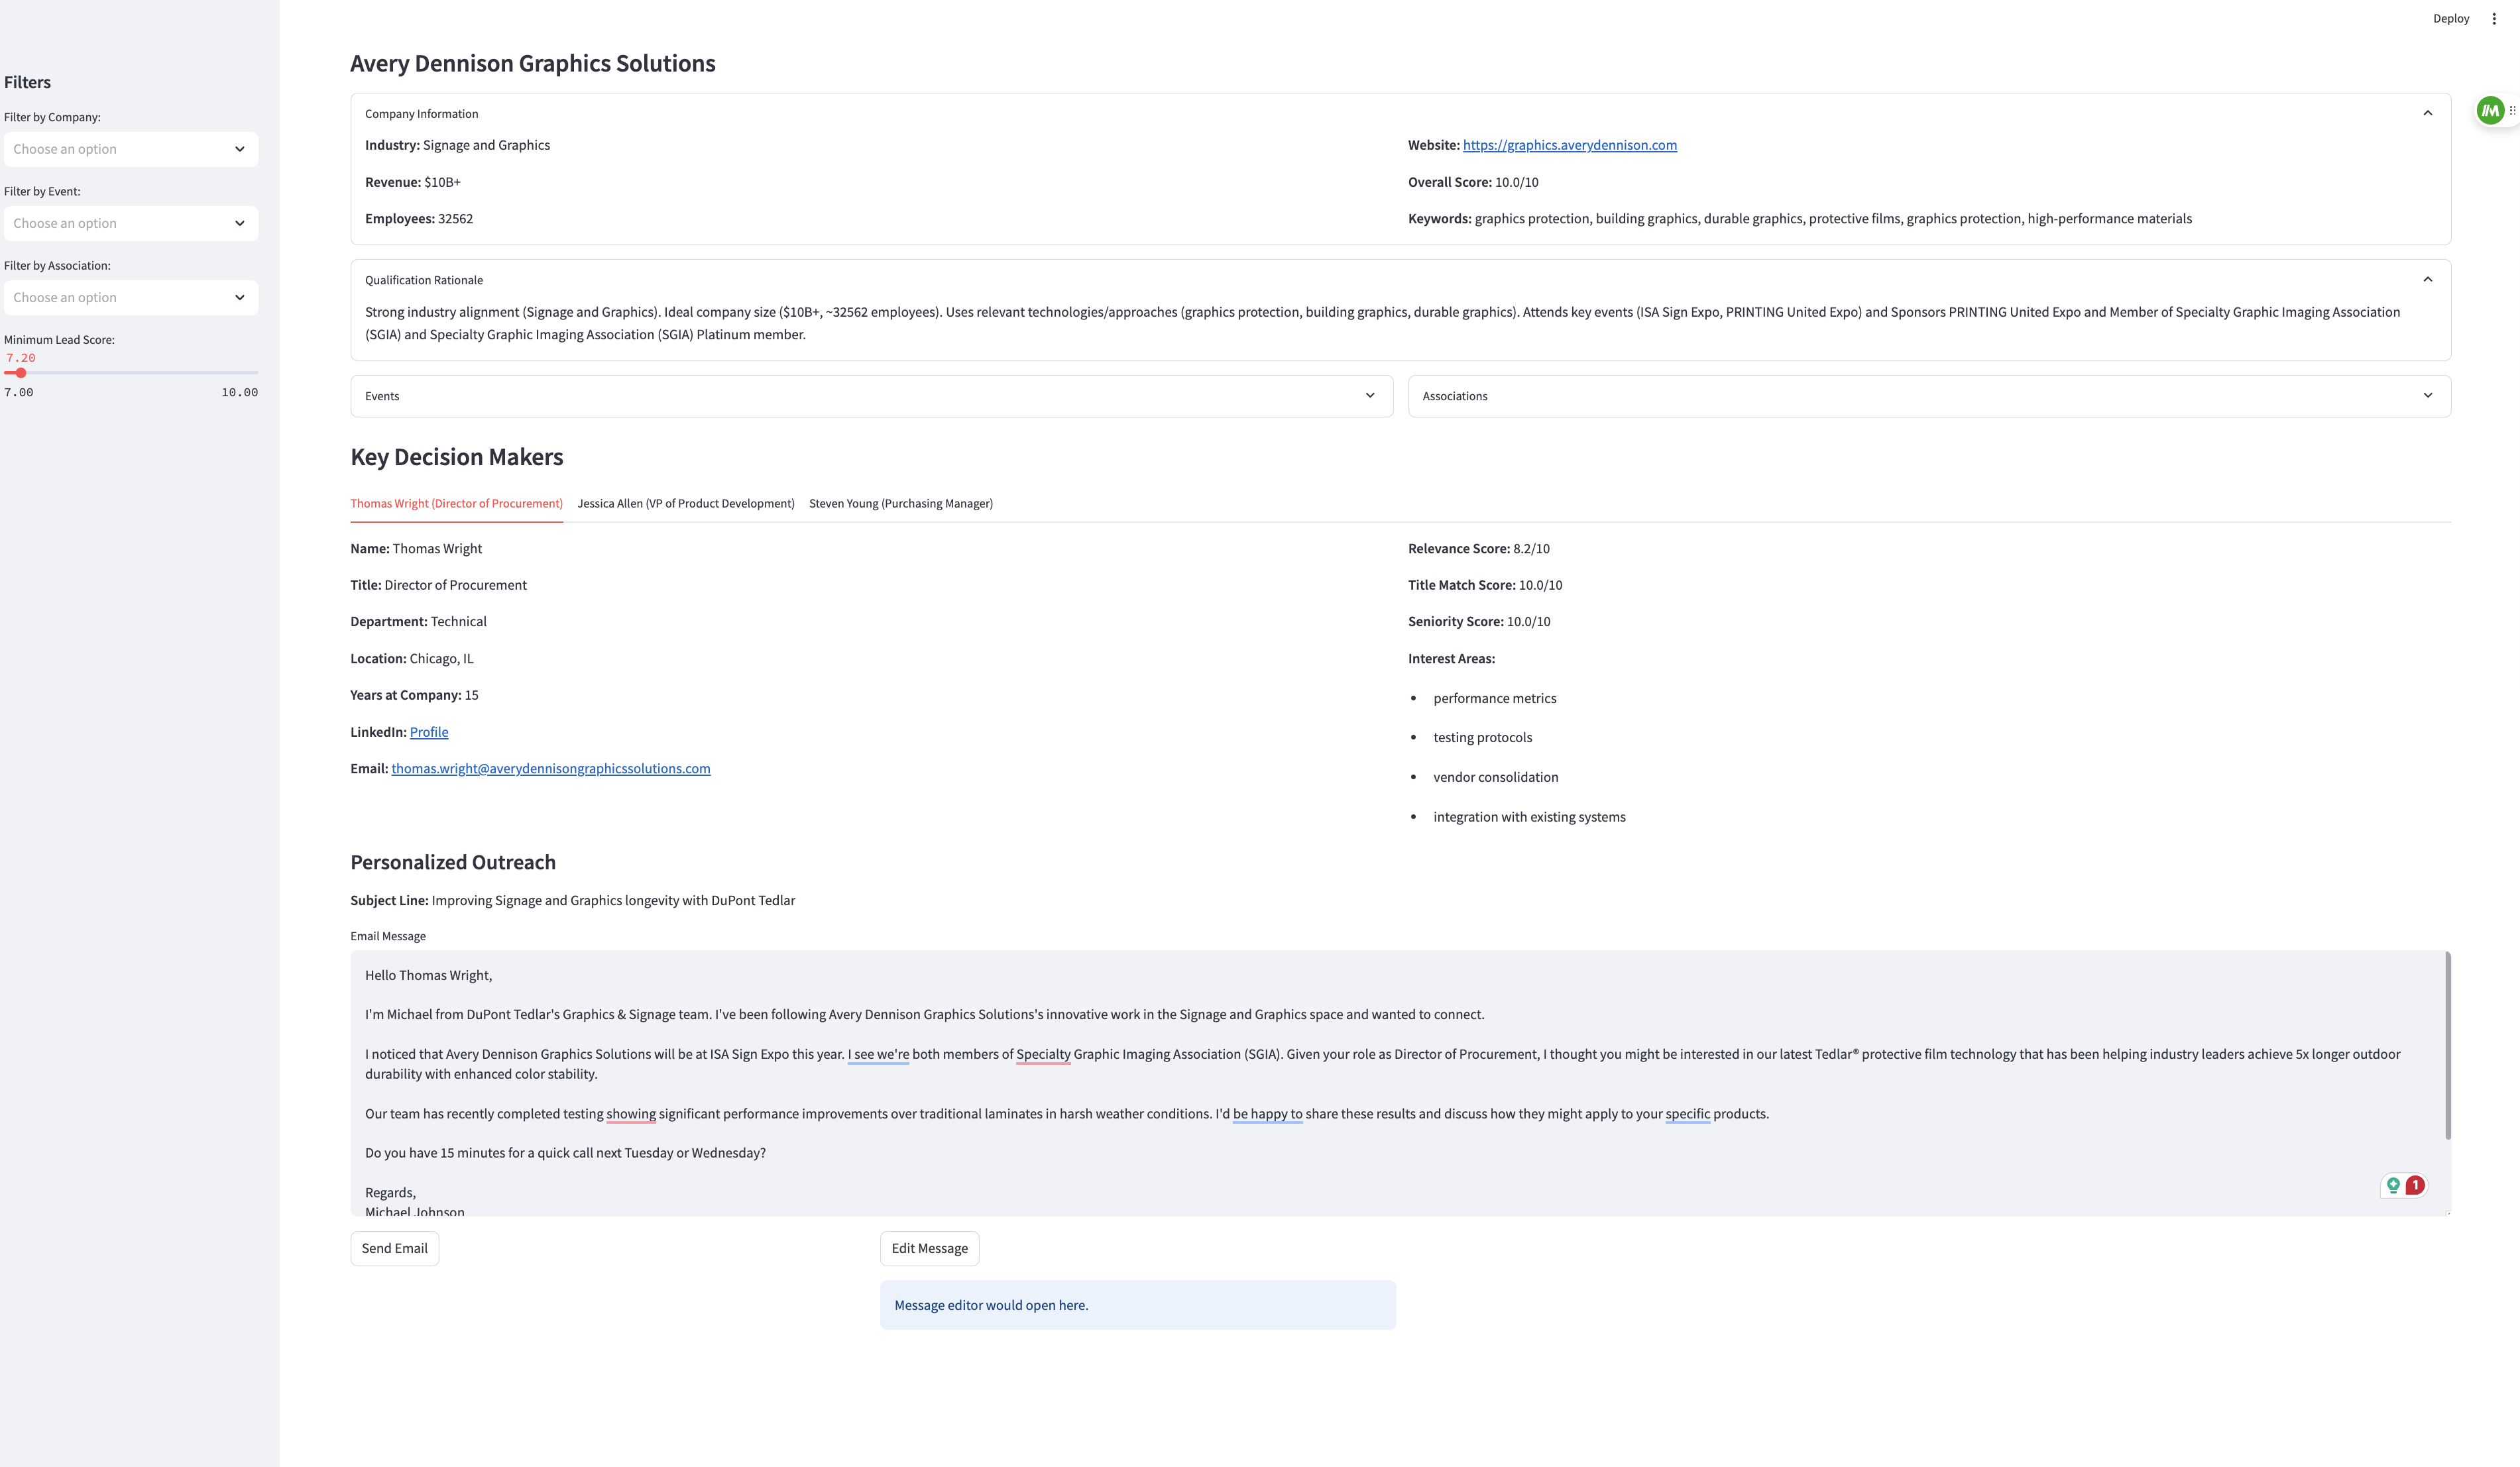 Deploy
Filters
Filter by Company:
Choose an option
Filter by Event:
Choose an option
Filter by Association:
Choose an option
Minimum Lead Score:
7.20
7.00 10.00
Avery Dennison Graphics Solutions
Company Information
Industry: Signage and Graphics
Revenue: $10B+
Employees: 32562
Website: https://graphics.averydennison.com
Overall Score: 10.0/10
Keywords: graphics protection, building graphics, durable graphics, protective films, graphics protection, high-performance materials
Qualification Rationale
Strong industry alignment (Signage and Graphics). Ideal company size ($10B+, ~32562 employees). Uses relevant technologies/approaches (graphics protection, building graphics, durable graphics). Attends key events (ISA Sign Expo, PRINTING United Expo) and Sponsors PRINTING United Expo and Member of Specialty Graphic Imaging Association
(SGIA) and Specialty Graphic Imaging Association (SGIA) Platinum member.
Events
Associations
Key Decision Makers
Thomas Wright (Director of Procurement) Jessica Allen (VP of Product Development) Steven Young (Purchasing Manager)
Name: Thomas Wright
Title: Director of Procurement
Department: Technical
Location: Chicago, IL
Years at Company: 15
LinkedIn: Profile
Email: thomas.wright@averydennisongraphicssolutions.com
Relevance Score: 8.2/10
Title Match Score: 10.0/10
Seniority Score: 10.0/10
Interest Areas:
• performance metrics
• testing protocols
• vendor consolidation
• integration with existing systems
Personalized Outreach
Subject Line: Improving Signage and Graphics longevity with DuPont Tedlar
Email Message
Hello Thomas Wright,
I'm Michael from DuPont Tedlar's Graphics & Signage team. I've been following Avery Dennison Graphics Solutions's innovative work in the Signage and Graphics space and wanted to connect.
I noticed that Avery Dennison Graphics Solutions will be at ISA Sign Expo this year. I see we're both members of Specialty Graphic Imaging Association (SGIA). Given your role as Director of Procurement, I thought you might be interested in our latest Tedlar® protective film technology that has been helping industry leaders achieve 5x longer outdoor
durability with enhanced color stability.
Our team has recently completed testing showing significant performance improvements over traditional laminates in harsh weather conditions. I'd be happy to share these results and discuss how they might apply to your specific products.
Do you have 15 minutes for a quick call next Tuesday or Wednesday?
Regards,
Michael Johnson
1
Send Email
Edit Message
Message editor would open here.